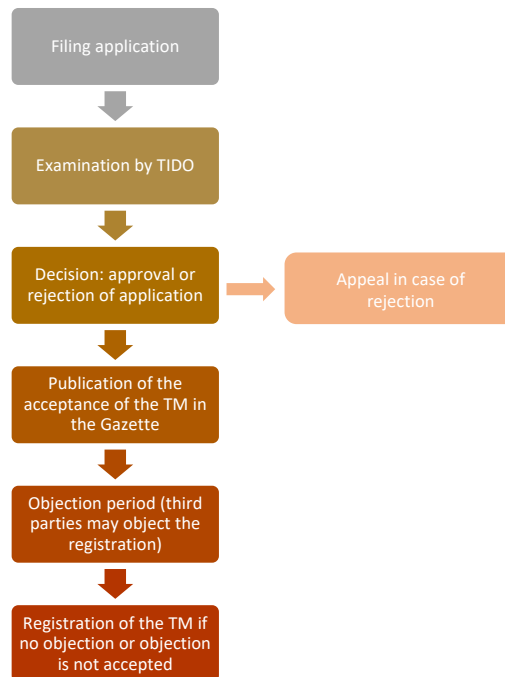 Filing application
Examination by TIDO
Decision: approval or
rejection of application
Appeal in case of
rejection
Publication of the
acceptance of the TM in
the Gazette
Objection period (third
parties may object the
registration)
Registration of the TM if
no objection or objection
is not accepted